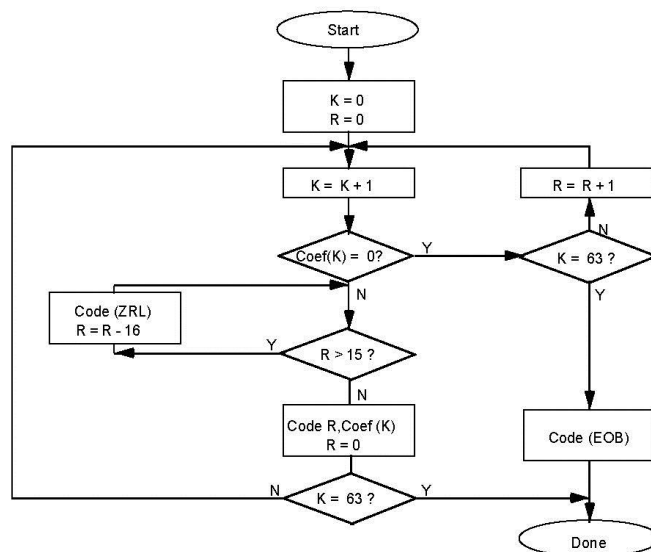 Start
K = 0
R = 0
K = K + 1
R = R + 1
N
Coef(K) = 0?
Y
K = 63 ?
N
Y
Code (ZRL)
R = R - 16
Y
R > 15 ?
N
Code R,Coef (K)
R = 0
Code (EOB)
N
K = 63 ?
Y
Done